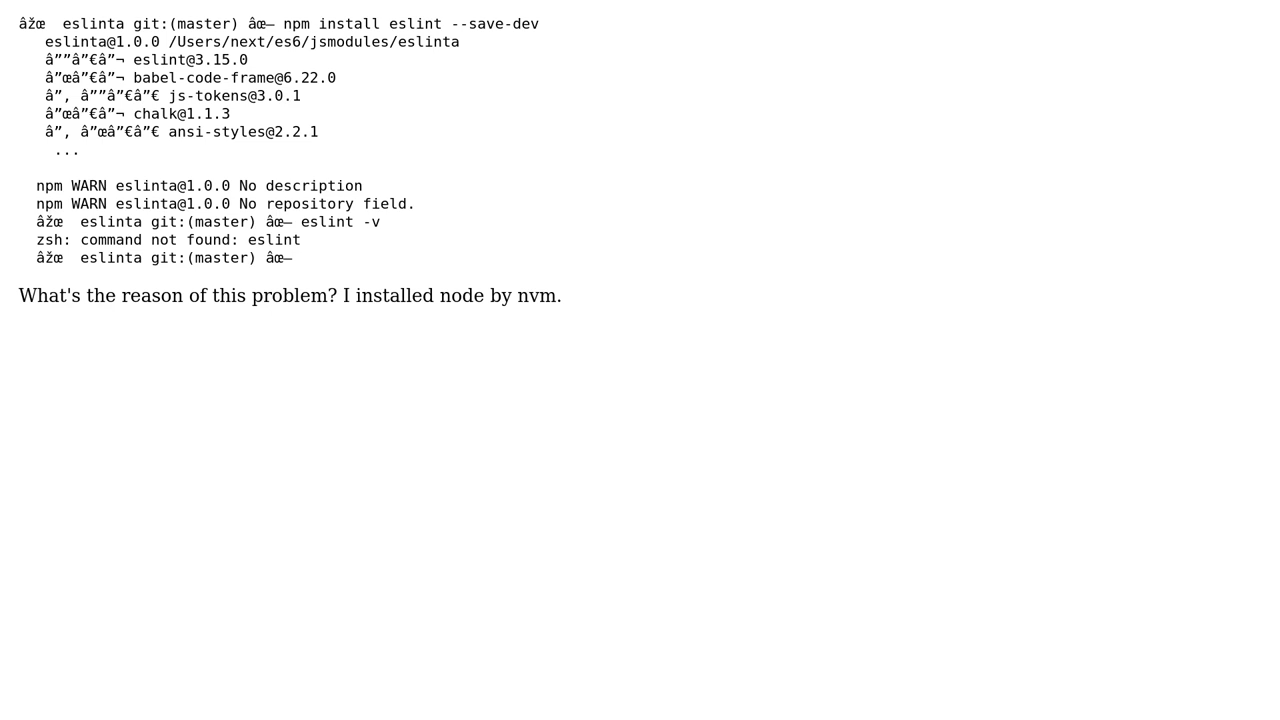 âžœ  eslinta git:(master) âœ— npm install eslint --save-dev
eslinta@1.0.0 /Users/next/es6/jsmodules/eslinta
â””â”€â”¬ eslint@3.15.0
â”œâ”€â”¬ babel-code-frame@6.22.0
â”‚ â””â”€â”€ js-tokens@3.0.1
â”œâ”€â”¬ chalk@1.1.3
â”‚ â”œâ”€â”€ ansi-styles@2.2.1
...
npm WARN eslinta@1.0.0 No description
npm WARN eslinta@1.0.0 No repository field.
âžœ  eslinta git:(master) âœ— eslint -v
zsh: command not found: eslint
âžœ  eslinta git:(master) âœ—
What's the reason of this problem? I installed node by nvm.